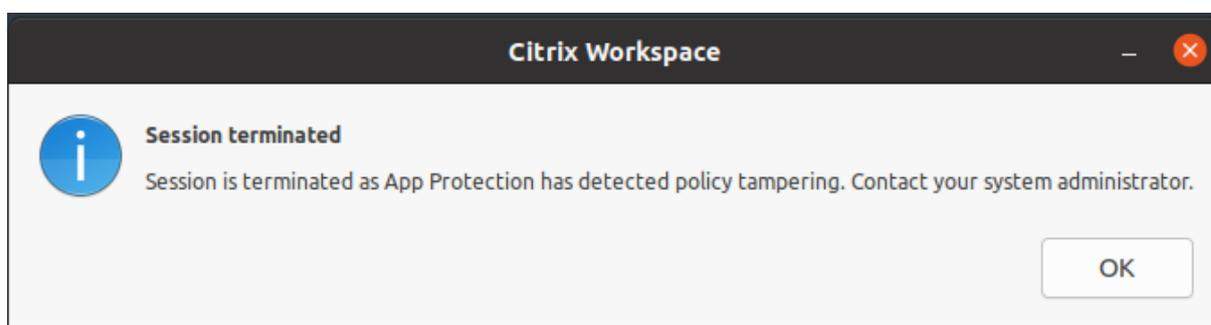 Citrix Workspace
Session terminated
Session is terminated as App Protection has detected policy tampering. Contact your system administrator.
OK